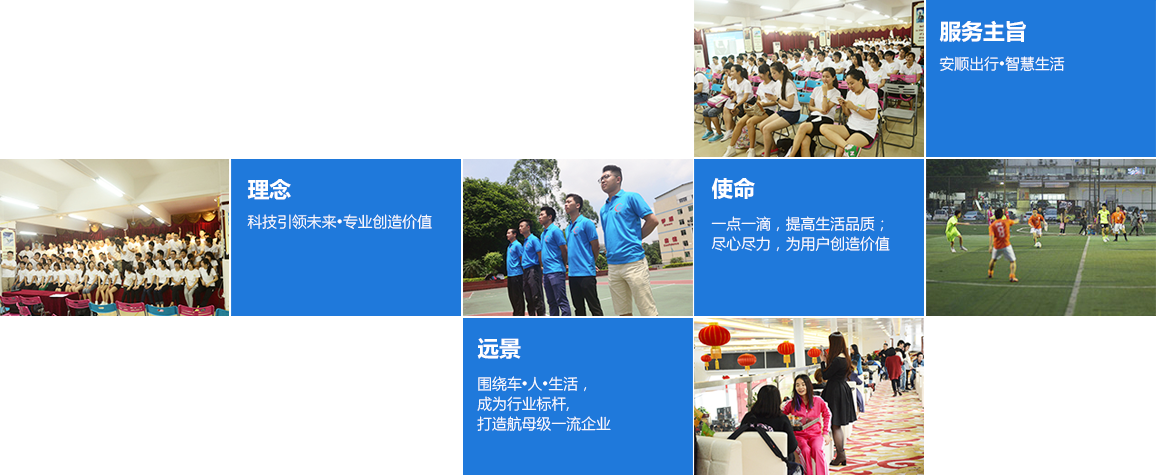 服务主旨
安顺出行•智慧生活
理念
科技引领未来•专业创造价值
使命
一点一滴，提高生活品质；
尽心尽力，为用户创造价值
远景
围绕车•人•生活，
成为行业标杆,
打造航母级一流企业